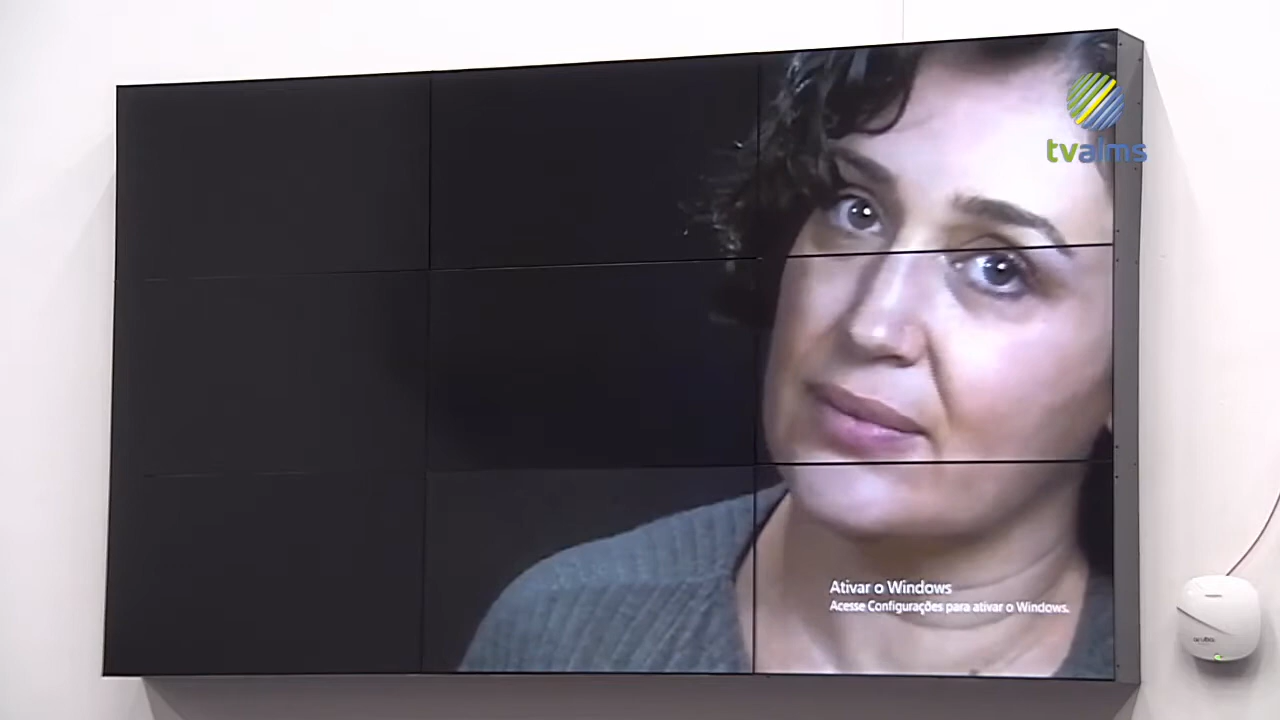 tvalms
Ativar o Windows
Acesse Configurações para ativar o Windows.